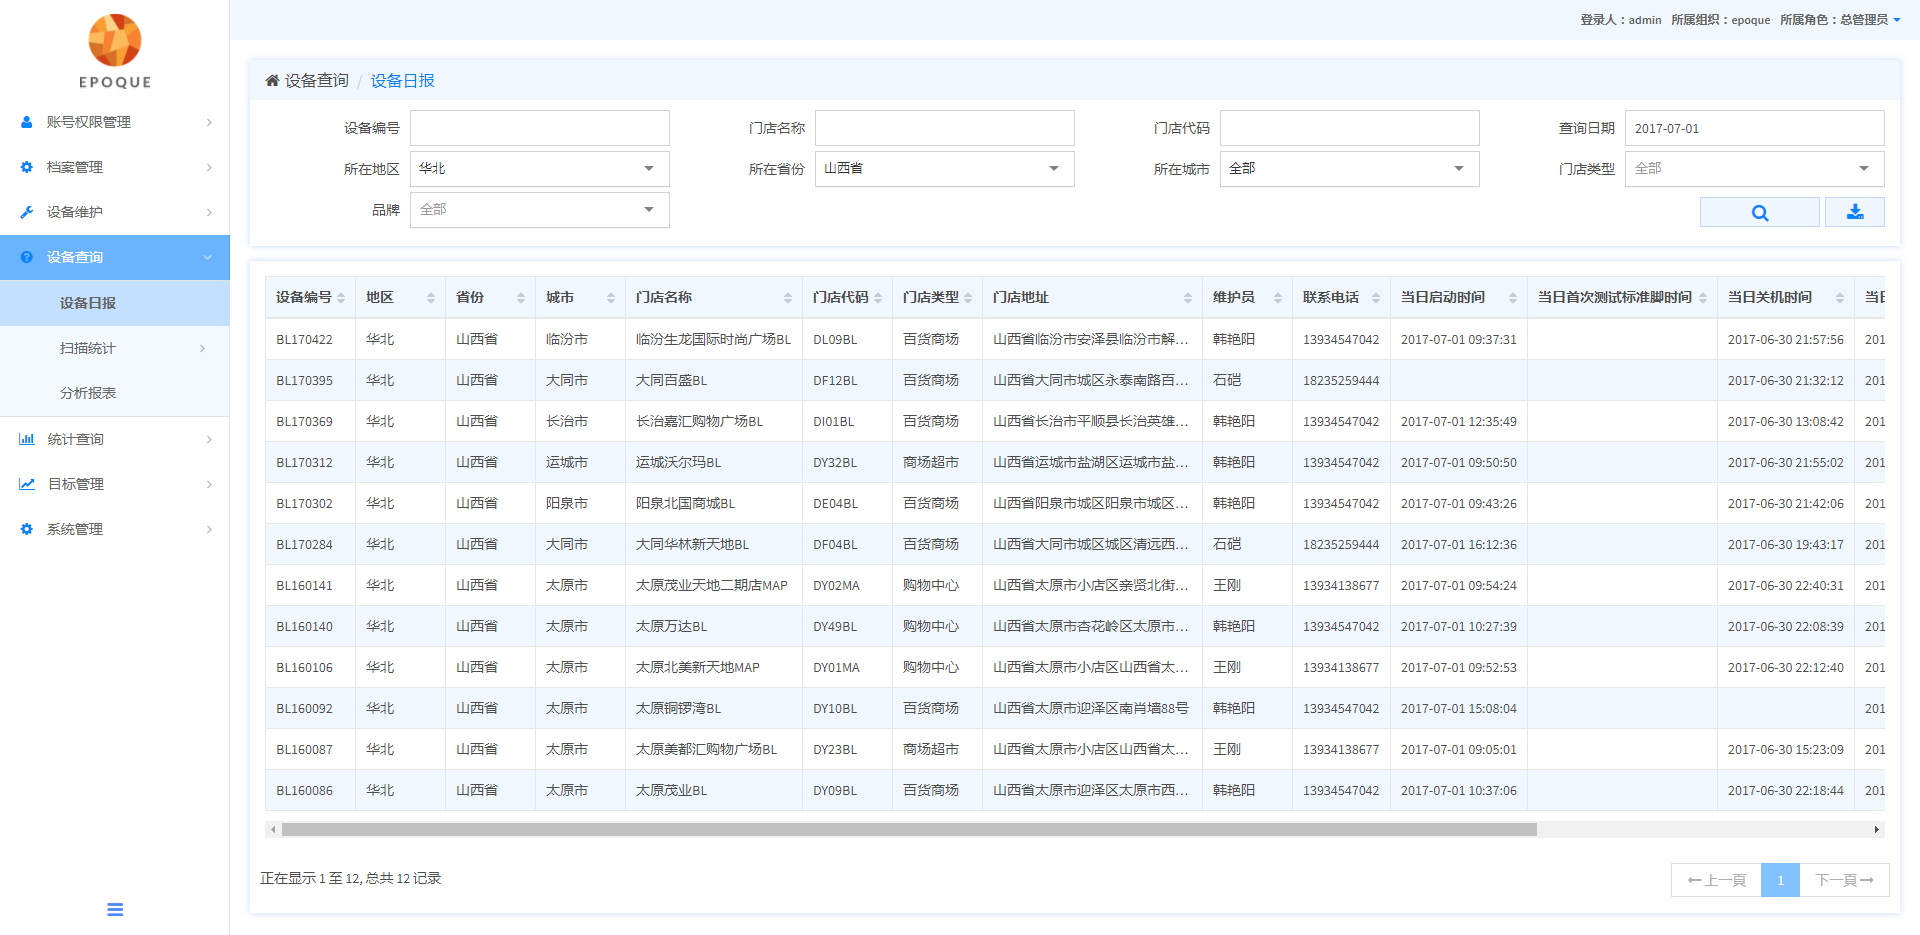 登录人：admin 所属组织：epoque 所属角色：总管理员
EPOQUE
账号权限管理
档案管理
设备维护
设备查询
设备日报
扫描统计
分析报表
统计查询
目标管理
系统管理
设备查询 / 设备日报
设备编号 门店名称 门店代码 查询日期 2017-07-01
所在地区 华北 所在省份 山西省 所在城市 全部 门店类型 全部
品牌 全部
设备编号 地区 省份 城市 门店名称 门店代码 门店类型 门店地址 维护员 联系电话 当日启动时间 当日首次测试标准脚时间 当日关机时间 当日
BL170422 华北 山西省 临汾市 临汾生龙国际时尚广场BL DL09BL 百货商场 山西省临汾市安泽县临汾市解... 韩艳阳 13934547042 2017-07-01 09:37:31 2017-06-30 21:57:56 201
BL170395 华北 山西省 大同市 大同百盛BL DF12BL 百货商场 山西省大同市城区永泰南路百... 石硙 18235259444 2017-06-30 21:32:12 201
BL170369 华北 山西省 长治市 长治嘉汇购物广场BL DI01BL 百货商场 山西省长治市平顺县长治英雄... 韩艳阳 13934547042 2017-07-01 12:35:49 2017-06-30 13:08:42 201
BL170312 华北 山西省 运城市 运城沃尔玛BL DY32BL 商场超市 山西省运城市盐湖区运城市盐... 韩艳阳 13934547042 2017-07-01 09:50:50 2017-06-30 21:55:02 201
BL170302 华北 山西省 阳泉市 阳泉北国商城BL DE04BL 百货商场 山西省阳泉市城区阳泉市城区... 韩艳阳 13934547042 2017-07-01 09:43:26 2017-06-30 21:42:06 201
BL170284 华北 山西省 大同市 大同华林新天地BL DF04BL 百货商场 山西省大同市城区城区清远西... 石硙 18235259444 2017-07-01 16:12:36 2017-06-30 19:43:17 201
BL160141 华北 山西省 太原市 太原茂业天地二期店MAP DY02MA 购物中心 山西省太原市小店区亲贤北街... 王刚 13934138677 2017-07-01 09:54:24 2017-06-30 22:40:31 201
BL160140 华北 山西省 太原市 太原万达BL DY49BL 购物中心 山西省太原市杏花岭区太原市... 韩艳阳 13934547042 2017-07-01 10:27:39 2017-06-30 22:08:39 201
BL160106 华北 山西省 太原市 太原北美新天地MAP DY01MA 购物中心 山西省太原市小店区山西省太... 王刚 13934138677 2017-07-01 09:52:53 2017-06-30 22:12:40 201
BL160092 华北 山西省 太原市 太原铜锣湾BL DY10BL 百货商场 山西省太原市迎泽区南肖墙88号 韩艳阳 13934547042 2017-07-01 15:08:04 201
BL160087 华北 山西省 太原市 太原美都汇购物广场BL DY23BL 商场超市 山西省太原市小店区山西省太... 王刚 13934138677 2017-07-01 09:05:01 2017-06-30 15:23:09 201
BL160086 华北 山西省 太原市 太原茂业BL DY09BL 百货商场 山西省太原市迎泽区太原市西... 韩艳阳 13934547042 2017-07-01 10:37:06 2017-06-30 22:18:44 201
正在显示 1 至 12, 总共 12 记录
←上一頁 1 下一頁→